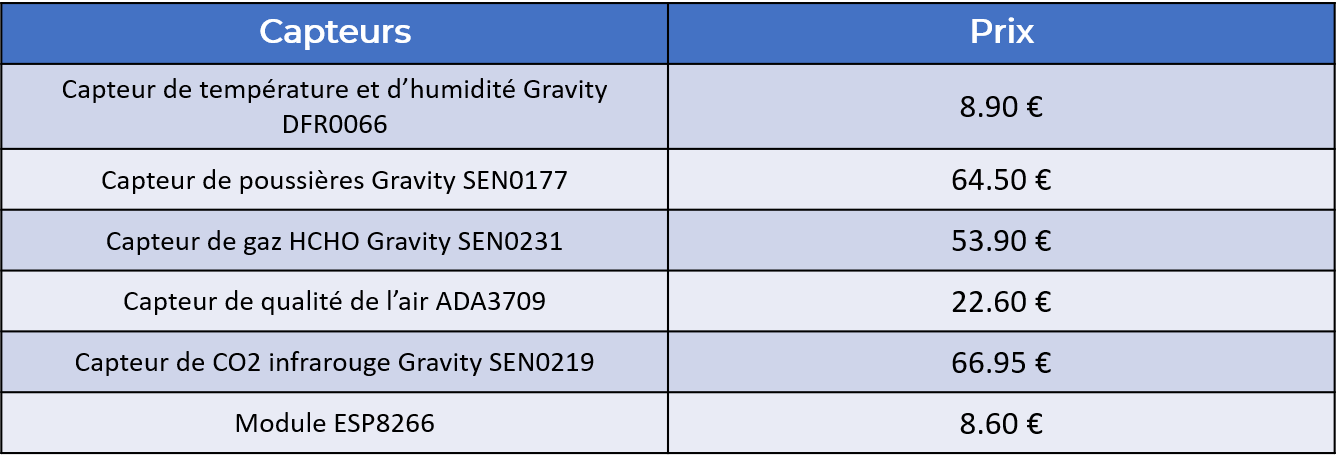 Capteurs Prix
Capteur de température et d’humidité Gravity
DFR0066
8.90 €
Capteur de poussières Gravity SEN0177 64.50 €
Capteur de gaz HCHO Gravity SEN0231 53.90 €
Capteur de qualité de l’air ADA3709 22.60 €
Capteur de CO2 infrarouge Gravity SEN0219 66.95 €
Module ESP8266 8.60 €